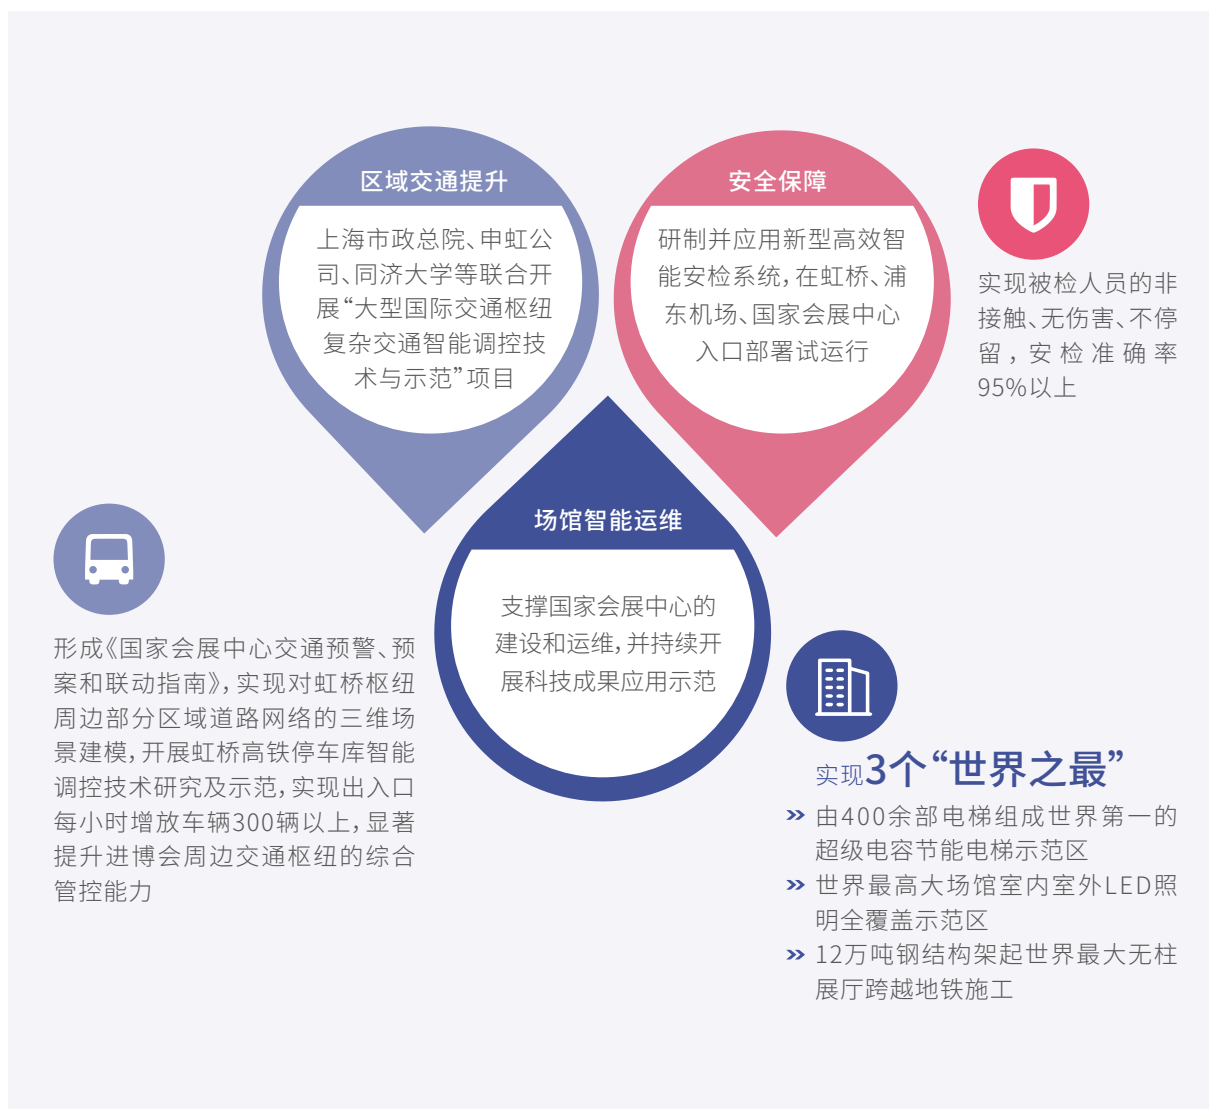 区域交通提升
上海市政总院、申虹公
司、同济大学等联合开
展“大型国际交通枢纽
复杂交通智能调控技
术与示范”项目
安全保障
研制并应用新型高效智
能安检系统，在虹桥、浦
东机场、国家会展中心
入口部署试运行
实现被检人员的非
接触、无伤害、不停
留，安检准确率
95%以上
场馆智能运维
支撑国家会展中心的
建设和运维，并持续开
展科技成果应用示范
形成《国家会展中心交通预警、预
案和联动指南》，实现对虹桥枢纽
周边部分区域道路网络的三维场
景建模，开展虹桥高铁停车库智能
调控技术研究及示范，实现出入口
每小时增放车辆300辆以上，显著
提升进博会周边交通枢纽的综合
管控能力
实现3个“世界之最”
由400余部电梯组成世界第一的
超级电容节能电梯示范区
世界最高大场馆室内室外LED照
明全覆盖示范区
12万吨钢结构架起世界最大无柱
展厅跨越地铁施工